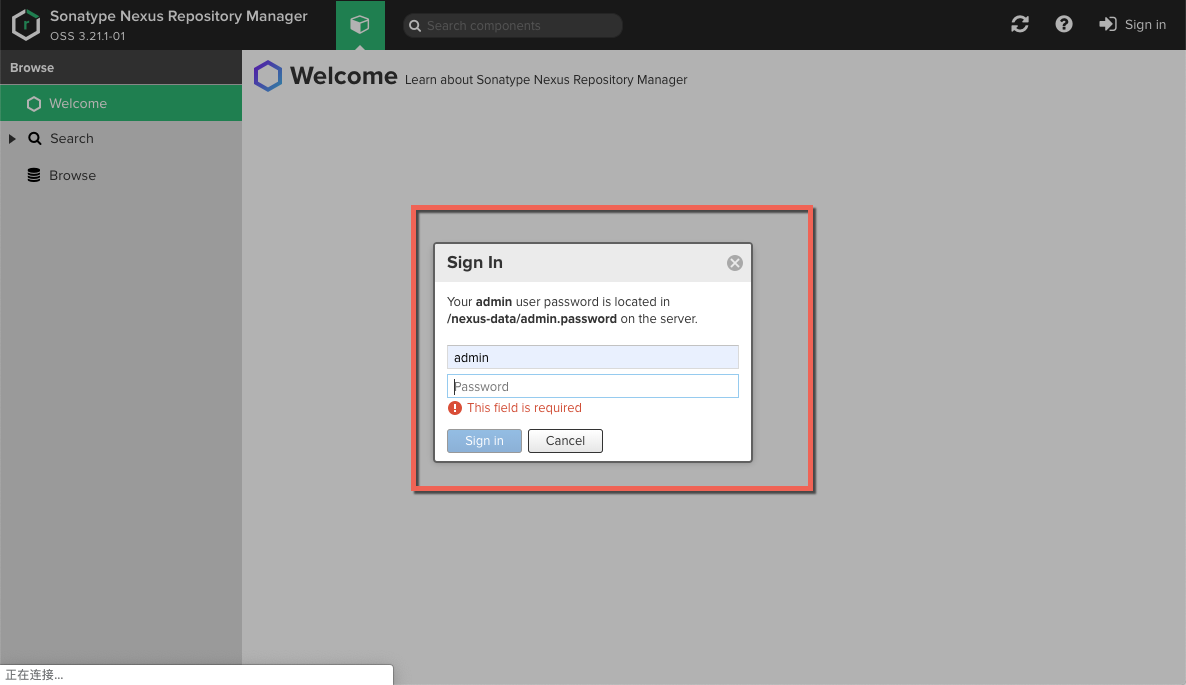 Sonatype Nexus Repository Manager
OSS 3.21.1-01
Search components
Sign in
Browse
Welcome
Search
Browse
Welcome Learn about Sonatype Nexus Repository Manager
Sign In
Your admin user password is located in
/nexus-data/admin.password on the server.
admin
Password
This field is required
Sign in Cancel
正在连接...